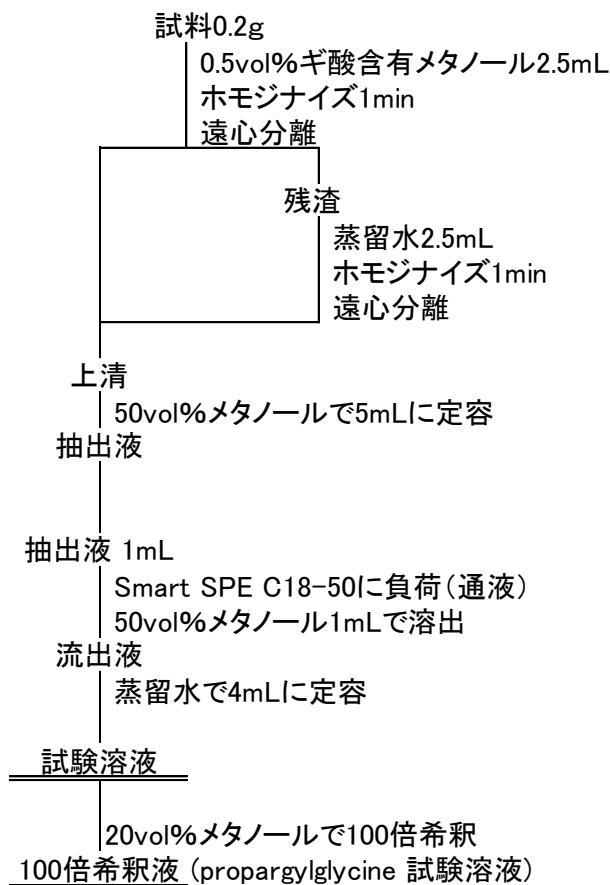 試料0.2g
0.5vol%ギ酸含有メタノール2.5mL
ホモジナイズ1min
遠心分離
残渣
蒸留水2.5mL
ホモジナイズ1min
遠心分離
上清
50vol%メタノールで5mLに定容
抽出液
抽出液 1mL
Smart SPE C18-50に負荷(通液)
50vol%メタノール1mLで溶出
流出液
蒸留水で4mLに定容
試験溶液
20vol%メタノールで100倍希釈
100倍希釈液 (propargylglycine 試験溶液)